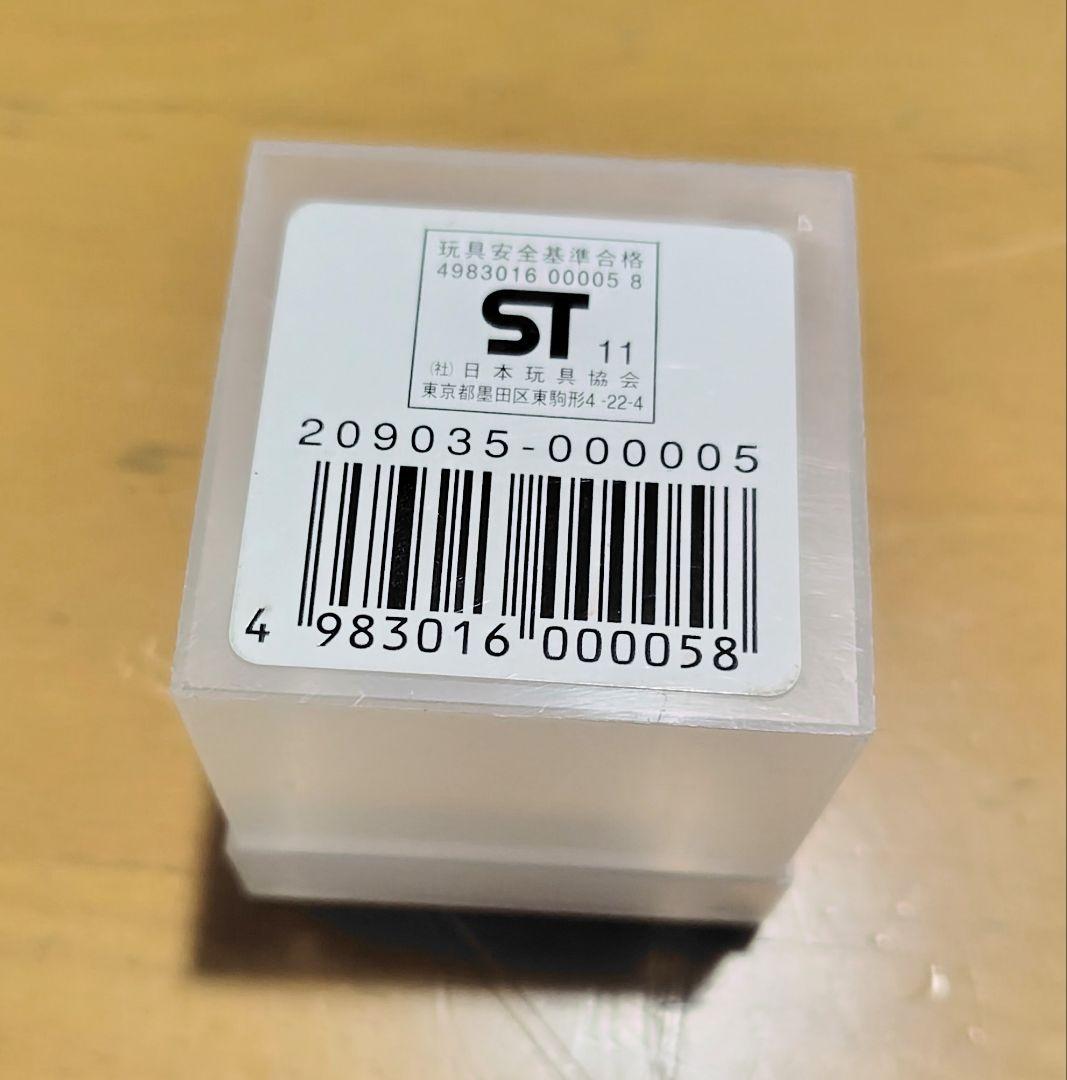 玩具安全基準合格
4983016 00005 8
ST 11
㈳日本玩具協会
東京都墨田区東駒形4-22-4
209035-000005
4 983016 000058